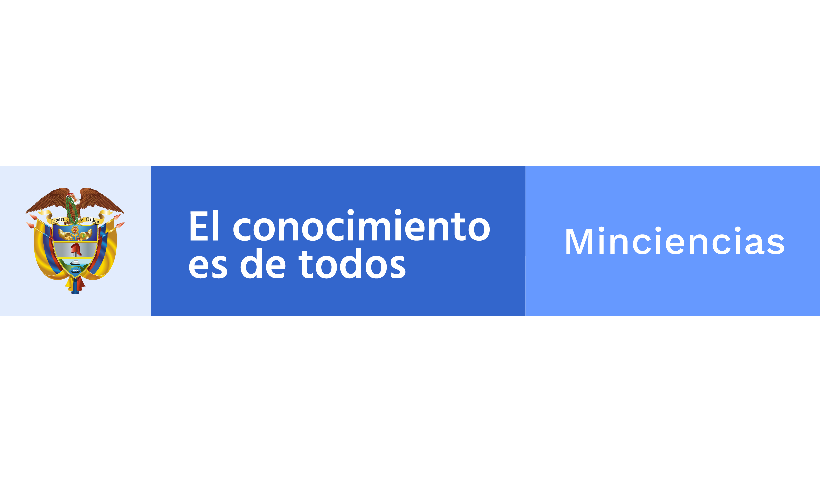 El conocimiento
es de todos
Minciencias